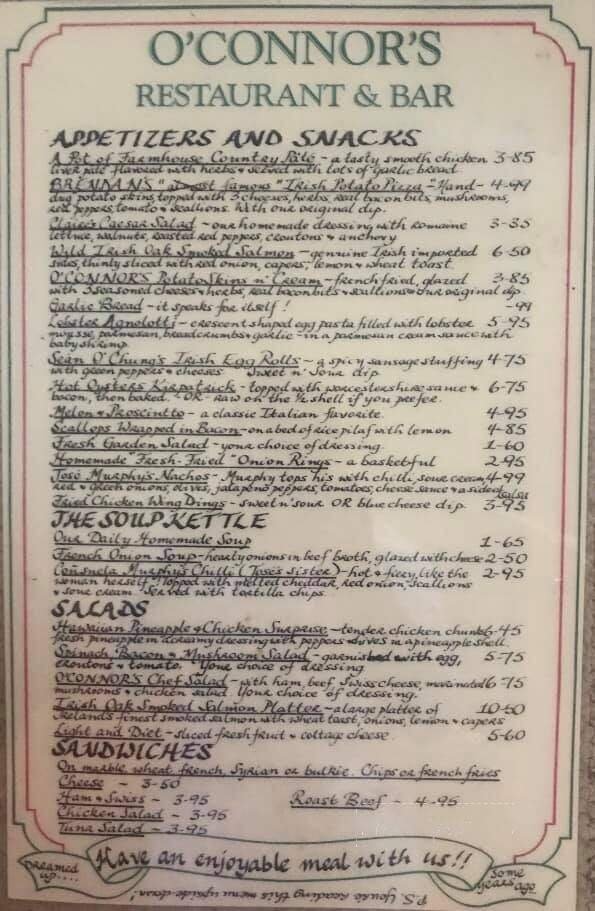 O'CONNOR'S
RESTAURANT & BAR
APPETIZERS AND SNACKS
A Pot of Farmhouse Country Pâté - a tasty smooth chicken 3-85
liver pate flavored with herbs & served with lots of garlic bread
BRENNAN'S "almost famous" "Irish Potato Pizza" - Hand- 4-99
dug potato skins, topped with 3 cheeses, herbs, real bacon bits, mushrooms,
red peppers, tomato & scallions. With our original dip.
Claire's Caesar Salad - our homemade dressing with romaine 3-35
lettuce, walnuts, roasted red peppers, croutons & anchovy
Wild Irish Oak Smoked Salmon - genuine Irish imported 6-50
sides, thinly sliced with red onion, capers, lemon & wheat toast.
O'CONNOR'S Potato Skins n' Cream - french fried, glazed 3-85
with 3 seasoned cheeses & herbs, real bacon bits & scallions our original dip
Garlic Bread - it speaks for itself! -99
Lobster Agnolotti - crescent shaped egg pasta filled with lobster 5-95
mousse, parmesan, breadcrumbs & garlic - in a parmesan cream sauce with
baby shrimp
Sean O'Chung's Irish Egg Rolls - a spicy sausage stuffing 4-75
with green peppers & cheeses Sweet n' Sour dip
Hot Oysters Kirpatrick - topped with worcestershire sauce & 6-75
bacon, then baked. - OR - raw on the ½ shell if you prefer.
Melon & Prosciutto - a classic Italian favorite. 4-95
Scallops Wrapped in Bacon - on a bed of rice pilaf with lemon 4-85
Fresh Garden Salad - your choice of dressing. 1-60
Homemade "Fresh-Fried" Onion Rings - a basketful 2-95
José Murphy's Nachos - Murphy tops his with chilli, sour cream, 4-99
red & green onions, olives, jalapeño peppers, tomatoes, cheese sauce & a side of salsa
Fried Chicken Wing Dings - sweet n' sour OR blue cheese dip. 3-95
THE SOUP KETTLE
Our Daily Homemade Soup 1-65
French Onion Soup - hearty onions in beef broth, glazed with cheese 2-50
Consuela Murphy's Chilli (Jose's sister) - hot & fiery, like the 2-95
woman herself! Topped with melted cheddar, red onion, scallions
& sour cream. Served with tortilla chips.
SALADS
Hawaiian Pineapple & Chicken Surprise - tender chicken chunks 6-45
fresh pineapple in a creamy dressing with peppers & olives in a pineapple shell.
Spinach Bacon & Mushroom Salad - garnished with egg, 5-75
croutons & tomato. Your choice of dressing
O'CONNOR'S Chef Salad - with ham, beef, Swiss cheese, marinated 6-75
mushrooms & chicken salad. Your choice of dressing.
Irish Oak Smoked Salmon Platter - a large platter of 10-50
Ireland's finest smoked salmon with wheat toast, onions, lemon & capers
Light and Diet - sliced fresh fruit & cottage cheese 5-60
SANDWICHES
On marble, wheat, french, Syrian or bulkie. Chips or french fries
Cheese - 3-50
Ham & Swiss - 3-95 Roast Beef - 4-95
Chicken Salad - 3-95
Tuna Salad - 3-95
Dreamed up....
Have an enjoyable meal with us!!
some years ago
P.S. You're reading this menu upside-down!